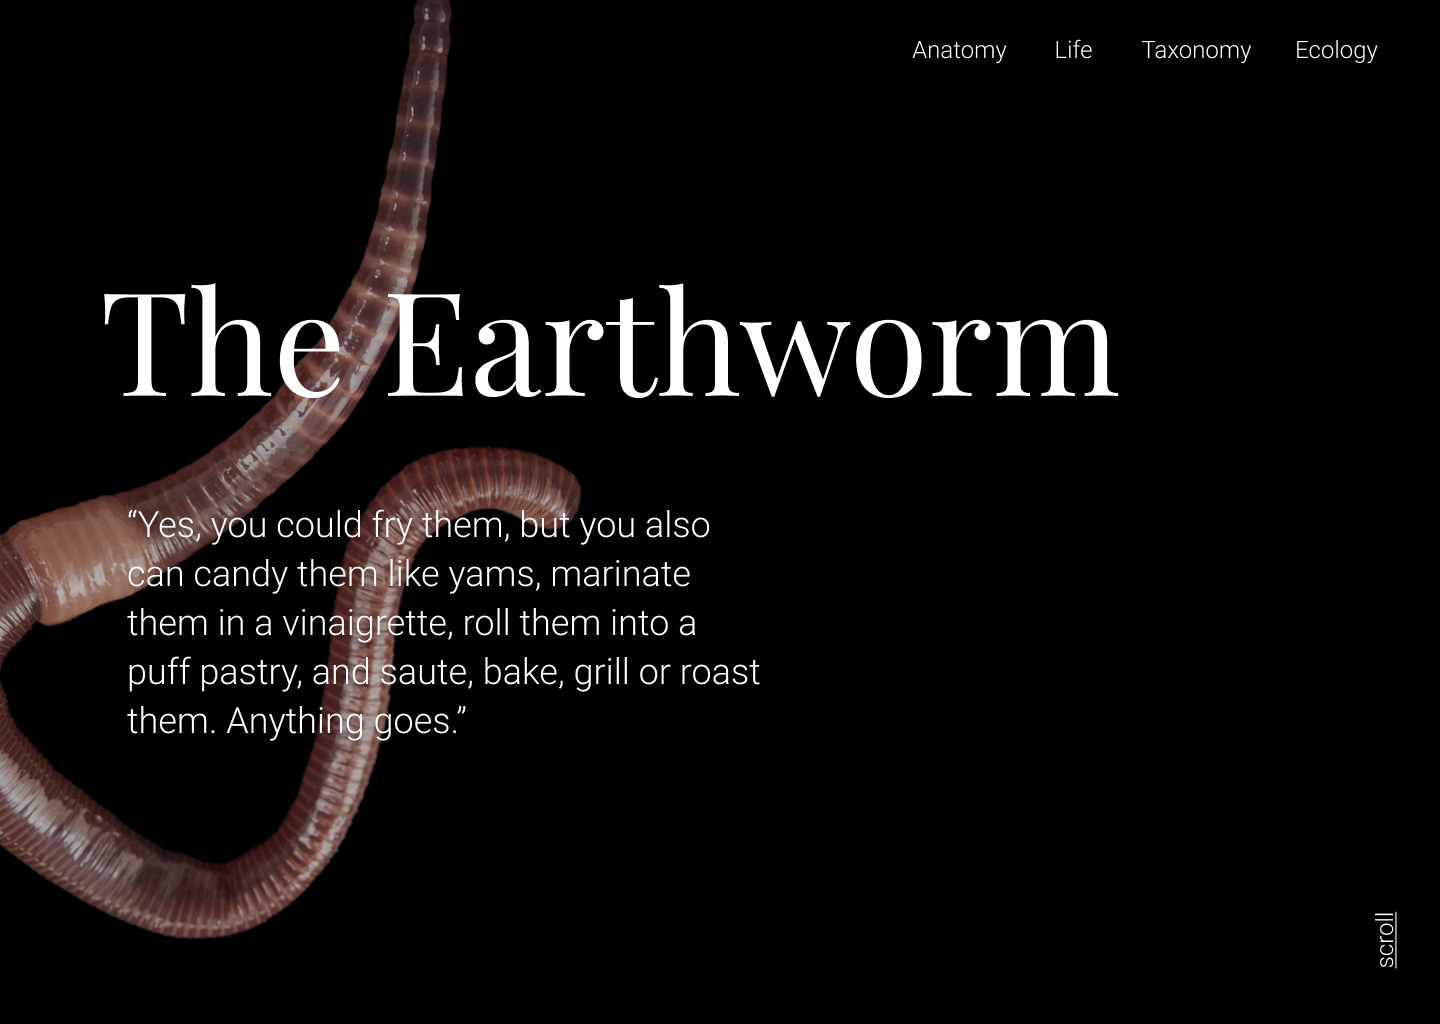 Anatomy Life Taxonomy Ecology
The Earthworm
“Yes, you could fry them, but you also
can candy them like yams, marinate
them in a vinaigrette, roll them into a
puff pastry, and saute, bake, grill or roast
them. Anything goes.”
scroll